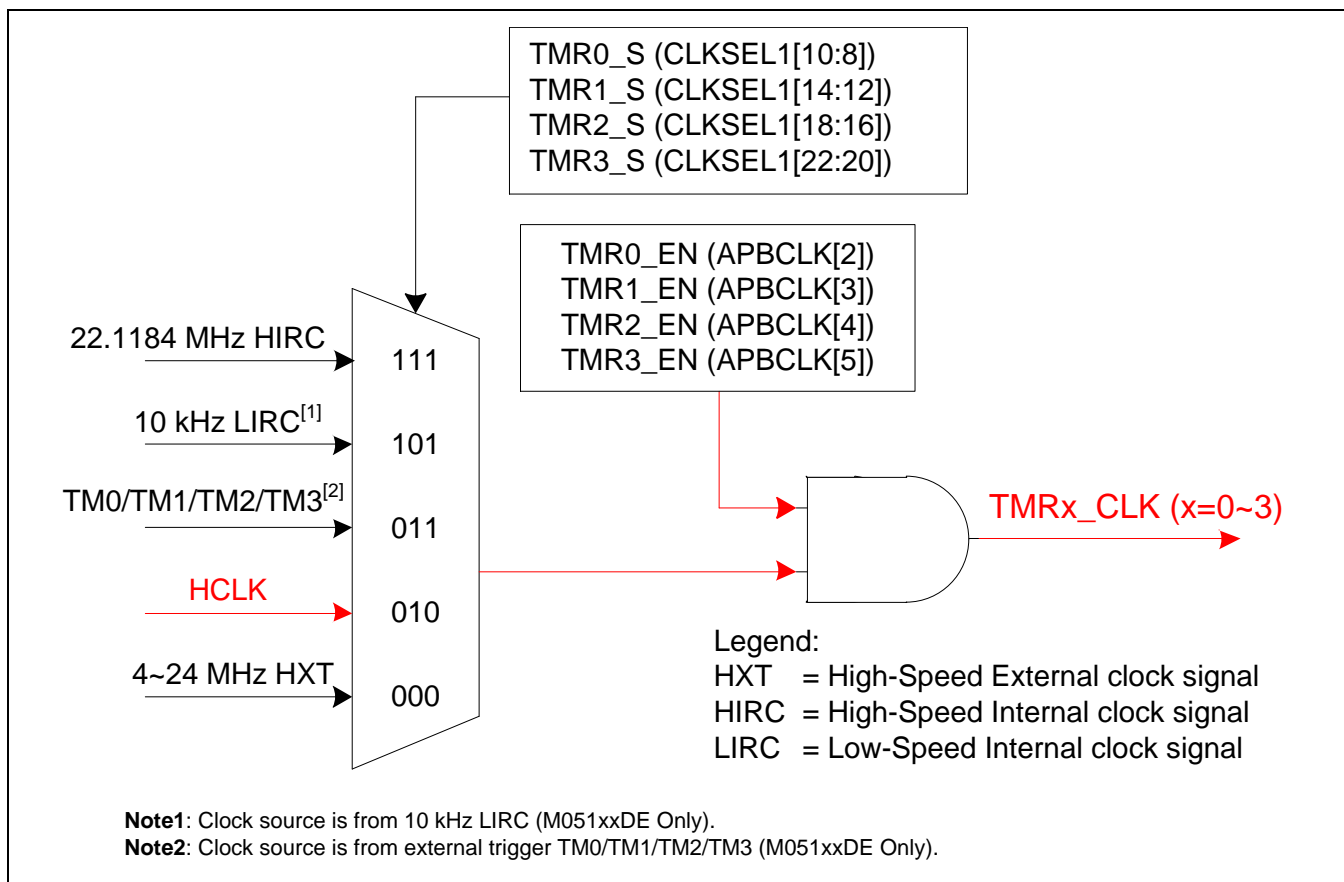 TMR0_S (CLKSEL1[10:8])
TMR1_S (CLKSEL1[14:12])
TMR2_S (CLKSEL1[18:16])
TMR3_S (CLKSEL1[22:20])
TMR0_EN (APBCLK[2])
TMR1_EN (APBCLK[3])
TMR2_EN (APBCLK[4])
TMR3_EN (APBCLK[5])
22.1184 MHz HIRC
111
10 kHz LIRC[1]
101
TM0/TM1/TM2/TM3[2]
011
HCLK
010
4~24 MHz HXT
000
TMRx_CLK (x=0~3)
Legend:
HXT = High-Speed External clock signal
HIRC = High-Speed Internal clock signal
LIRC = Low-Speed Internal clock signal
Note1: Clock source is from 10 kHz LIRC (M051xxDE Only).
Note2: Clock source is from external trigger TM0/TM1/TM2/TM3 (M051xxDE Only).